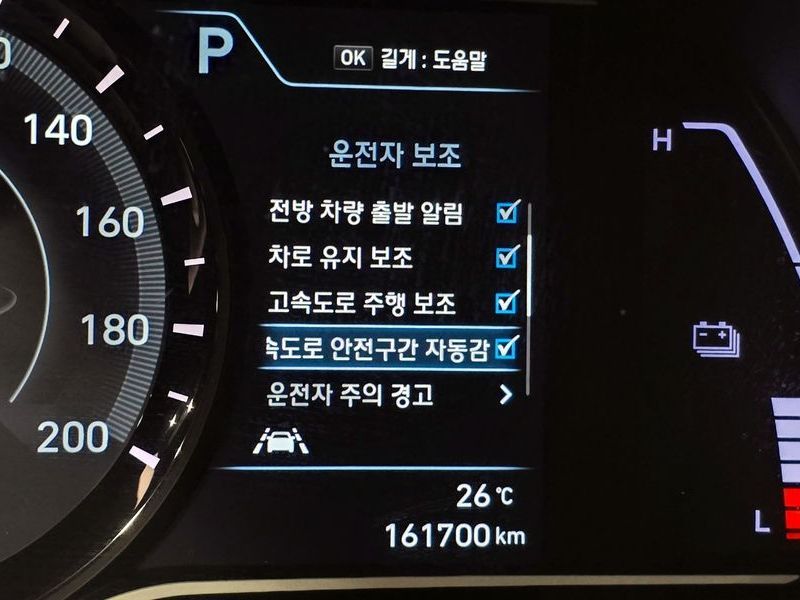 P
OK 길게 : 도움말
운전자 보조
전방 차량 출발 알림
차로 유지 보조
고속도로 주행 보조
속도로 안전구간 자동감
운전자 주의 경고
26℃
161700 km
0
140
160
180
200
H
L